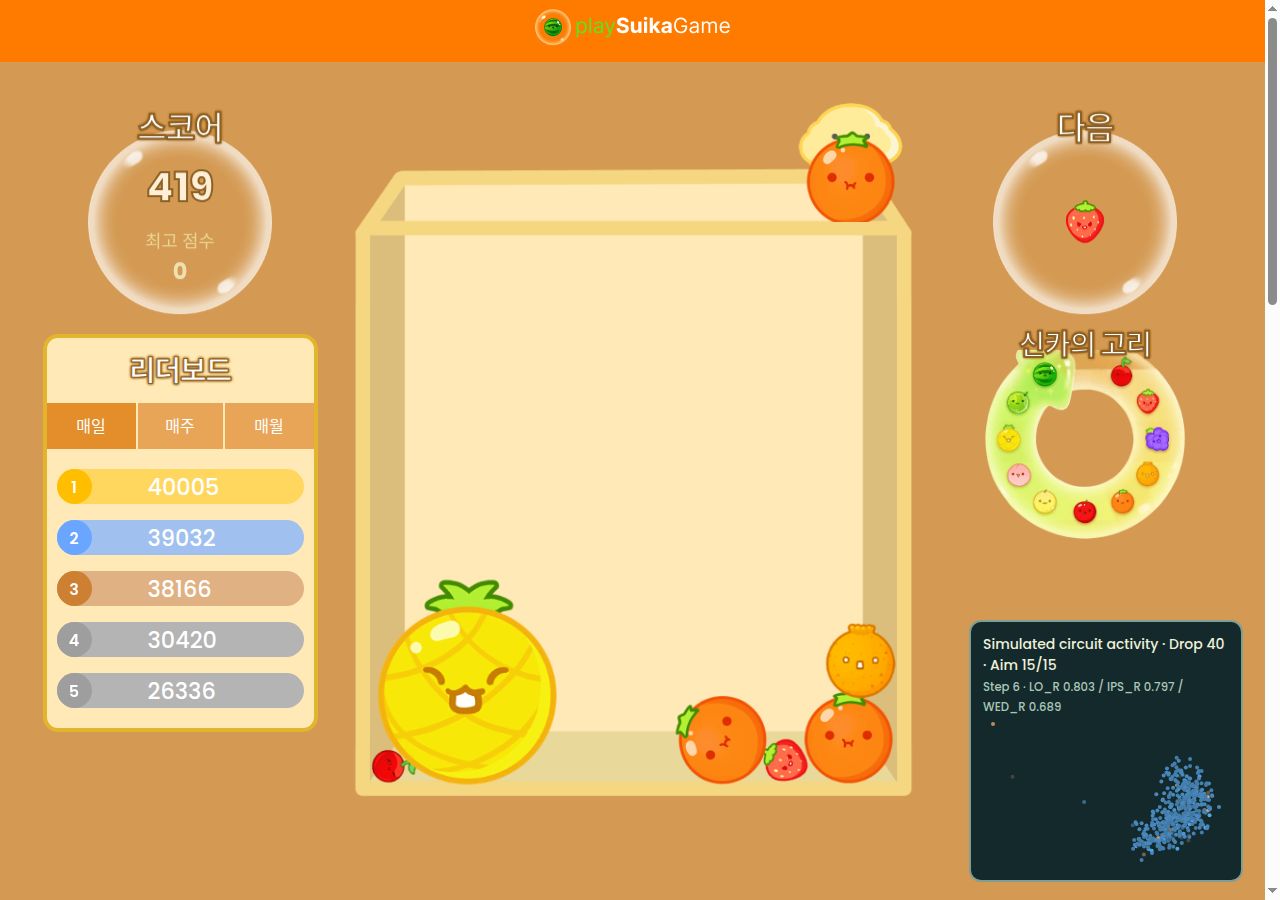 playSuikaGame
스코어
419
최고 점수
0
다음
신카의 고리
리더보드
매일 매주 매월
1 40005
2 39032
3 38166
4 30420
5 26336
Simulated circuit activity · Drop 40
· Aim 15/15
Step 6 · LO_R 0.803 / IPS_R 0.797 /
WED_R 0.689